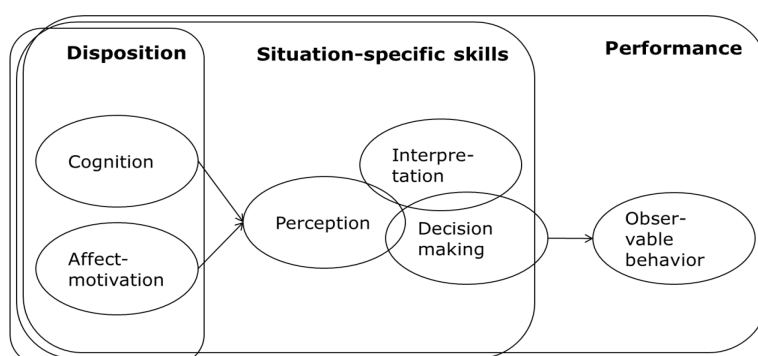 Disposition
Situation-specific skills
Performance
Cognition
Affect-
motivation
Perception
Interpre-
tation
Decision
making
Obser-
vable
behavior